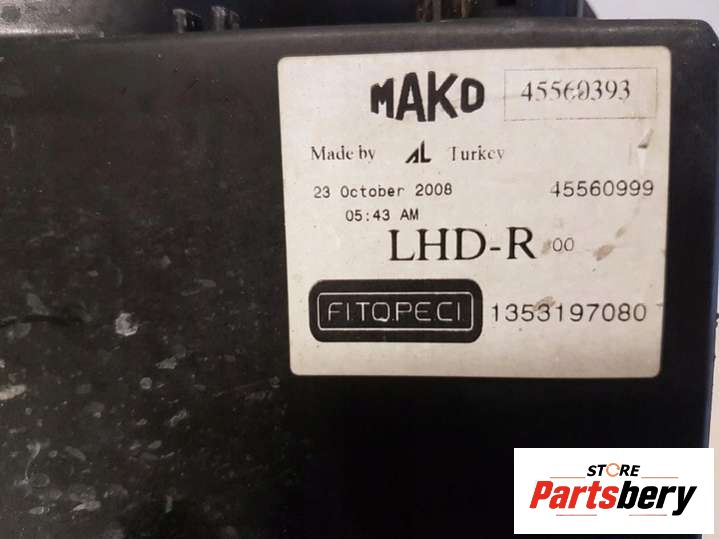 MAKO 45560393
Made by AL Turkey
23 October 2008 45560999
05:43 AM
LHD-R 00
FITQPECI 1353197080
STORE
Partsbery